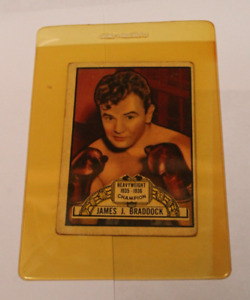 HEAVYWEIGHT
1935 - 1936
CHAMPION
JAMES J. BRADDOCK